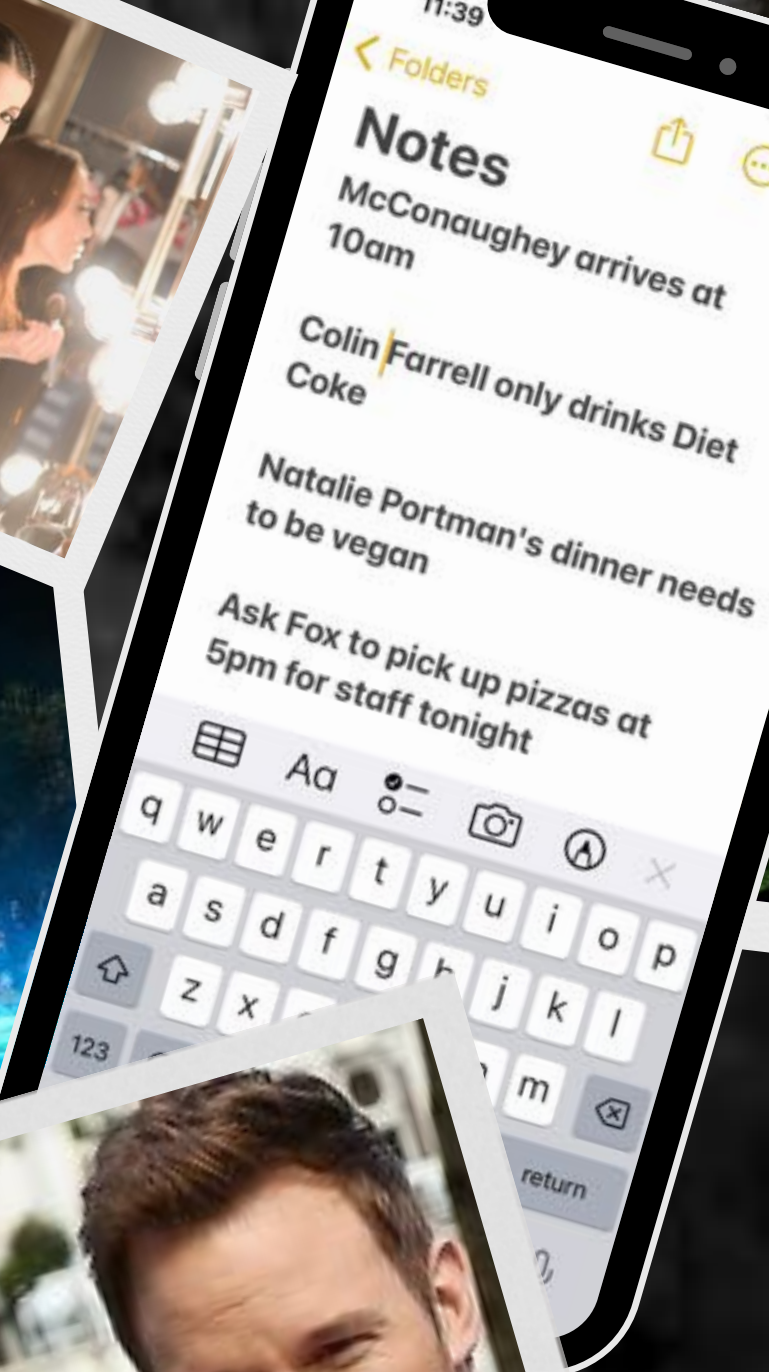 11:39
Folders
Notes
McConaughey arrives at
10am
Colin Farrell only drinks Diet
Coke
Natalie Portman's dinner needs
to be vegan
Ask Fox to pick up pizzas at
5pm for staff tonight
Aa
q w e r t y u i o p
a s d f g h j k l
z x m
123
return